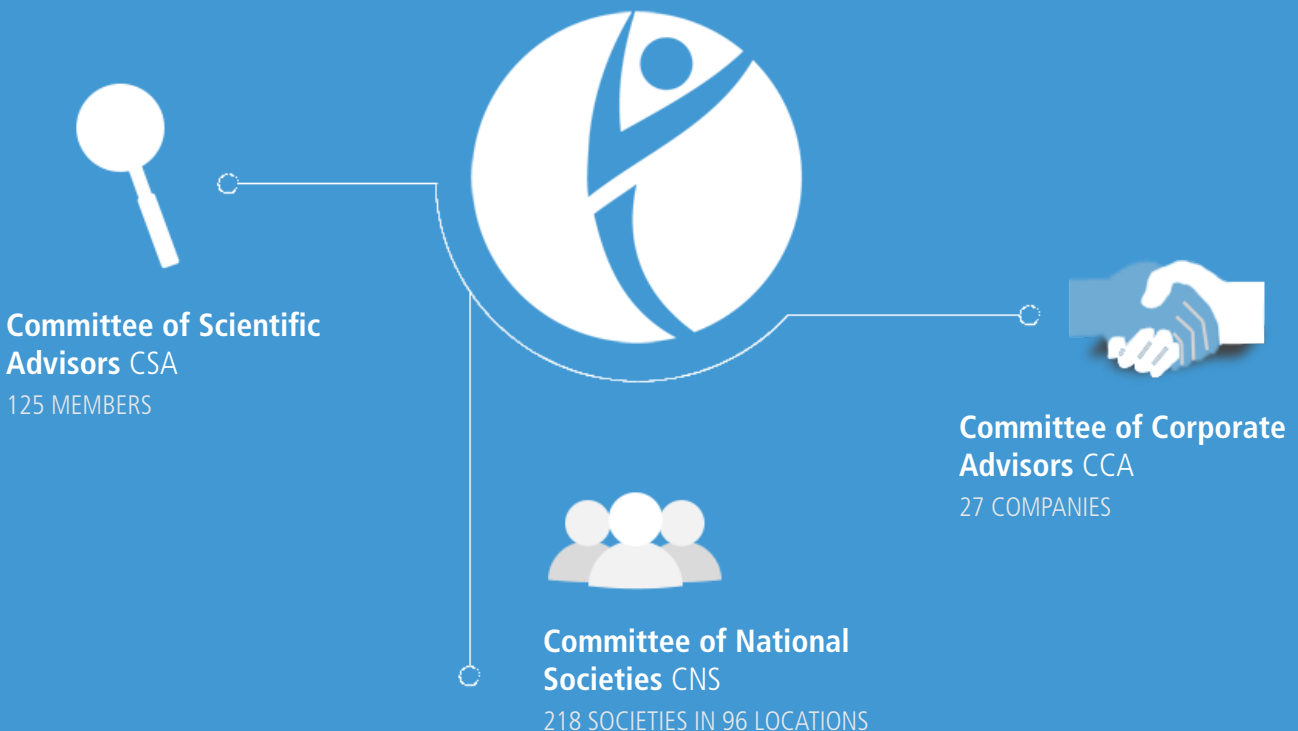 Committee of Scientific
Advisors CSA
125 MEMBERS
Committee of Corporate
Advisors CCA
27 COMPANIES
Committee of National
Societies CNS
218 SOCIETIES IN 96 LOCATIONS